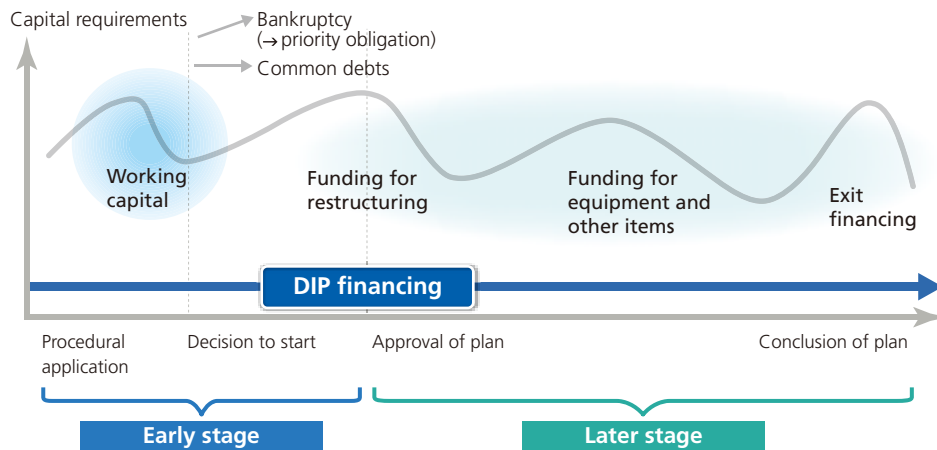 Capital requirements
Bankruptcy
(→ priority obligation)
Common debts
Working
capital
Funding for
restructuring
Funding for
equipment and
other items
Exit
financing
DIP financing
Procedural
application
Decision to start
Approval of plan
Conclusion of plan
Early stage
Later stage